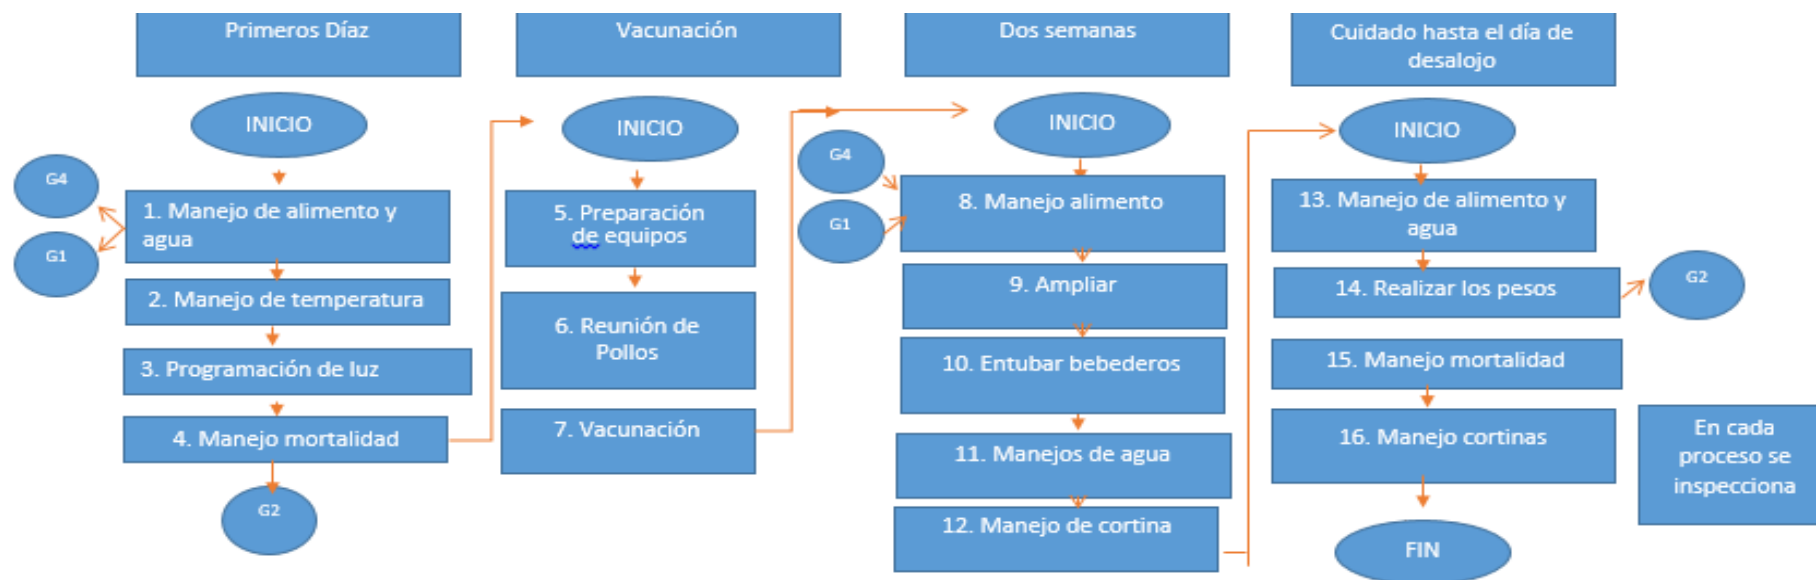 Primeros Díaz
INICIO
G4
G1
1. Manejo de alimento y
agua
2. Manejo de temperatura
3. Programación de luz
4. Manejo mortalidad
G2
Vacunación
INICIO
5. Preparación
de equipos
6. Reunión de
Pollos
7. Vacunación
Dos semanas
INICIO
G4
G1
8. Manejo alimento
9. Ampliar
10. Entubar bebederos
11. Manejos de agua
12. Manejo de cortina
Cuidado hasta el día de
desalojo
INICIO
13. Manejo de alimento y
agua
14. Realizar los pesos
G2
15. Manejo mortalidad
16. Manejo cortinas
FIN
En cada
proceso se
inspecciona